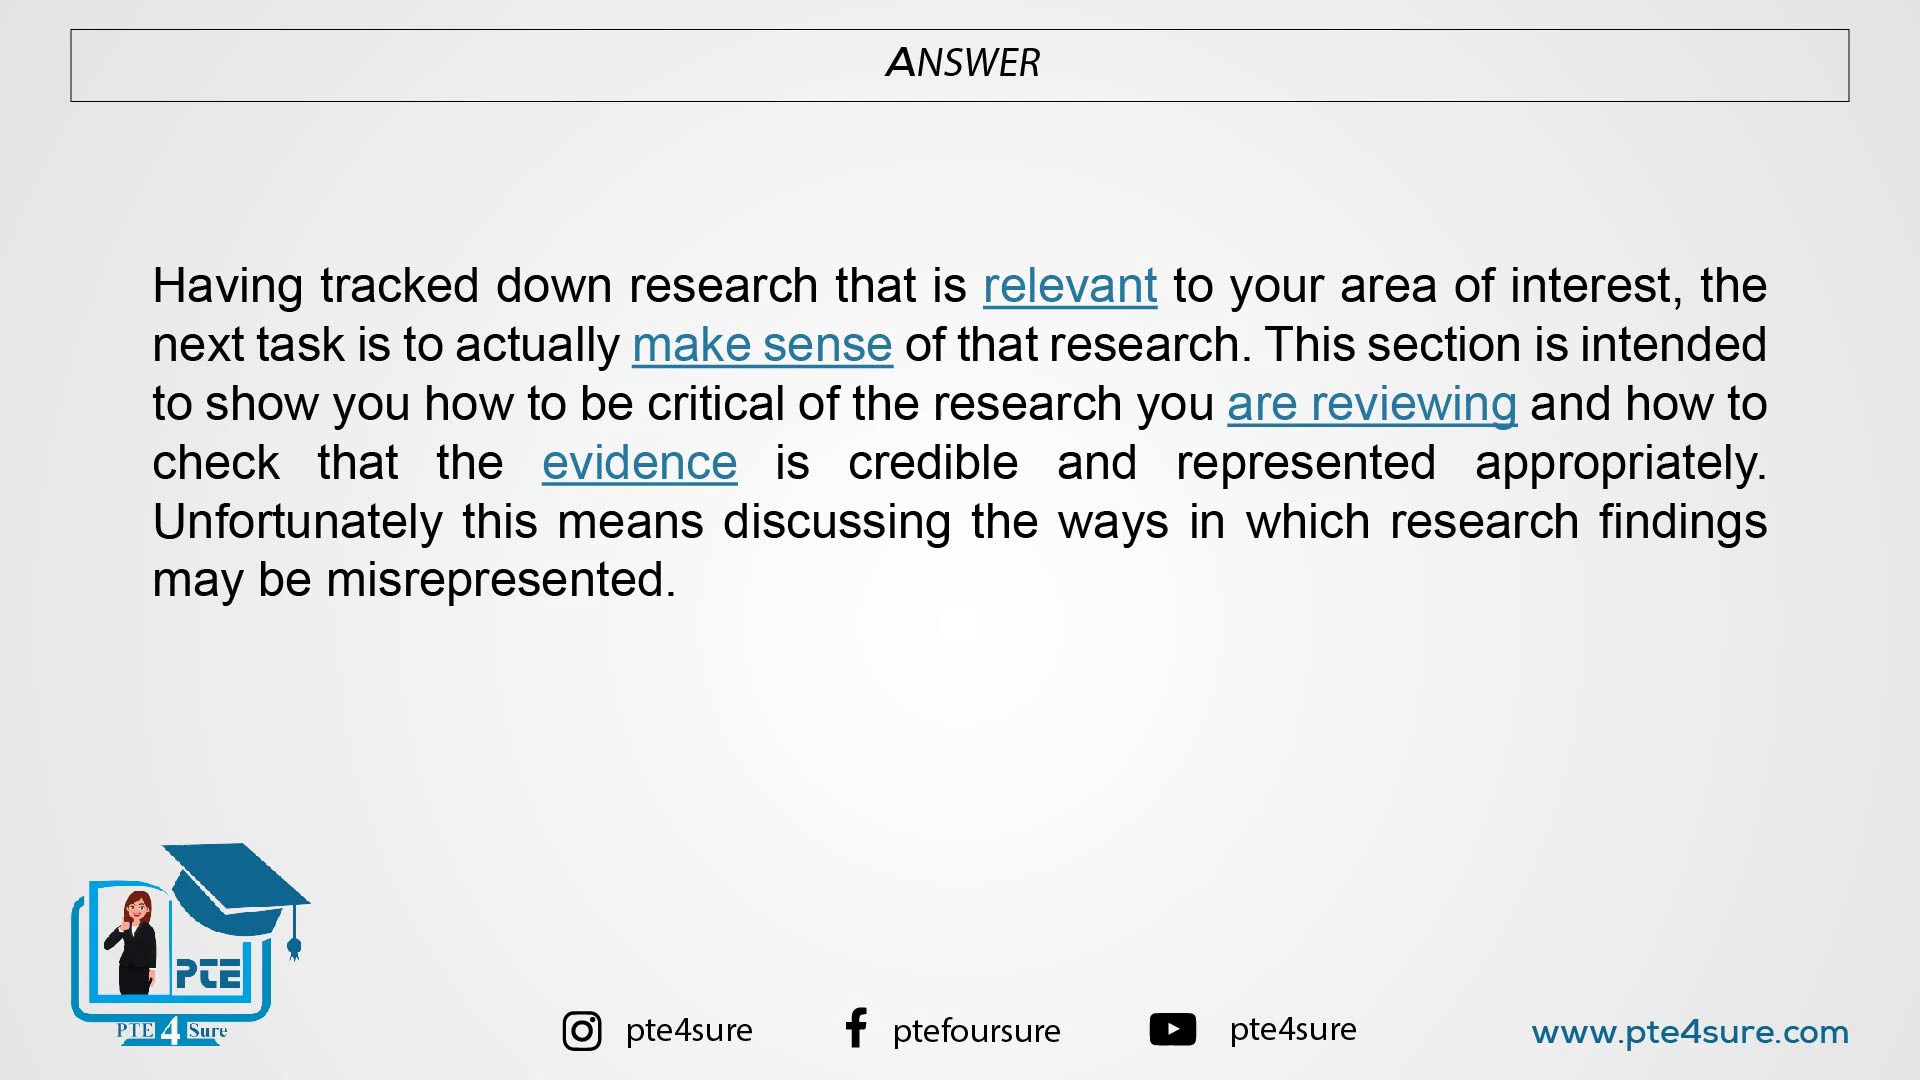 ANSWER
Having tracked down research that is relevant to your area of interest, the
next task is to actually make sense of that research. This section is intended
to show you how to be critical of the research you are reviewing and how to
check that the evidence is credible and represented appropriately.
Unfortunately this means discussing the ways in which research findings
may be misrepresented.
PTE
PTE 4 Sure
pte4sure
ptefoursure
pte4sure
www.pte4sure.com